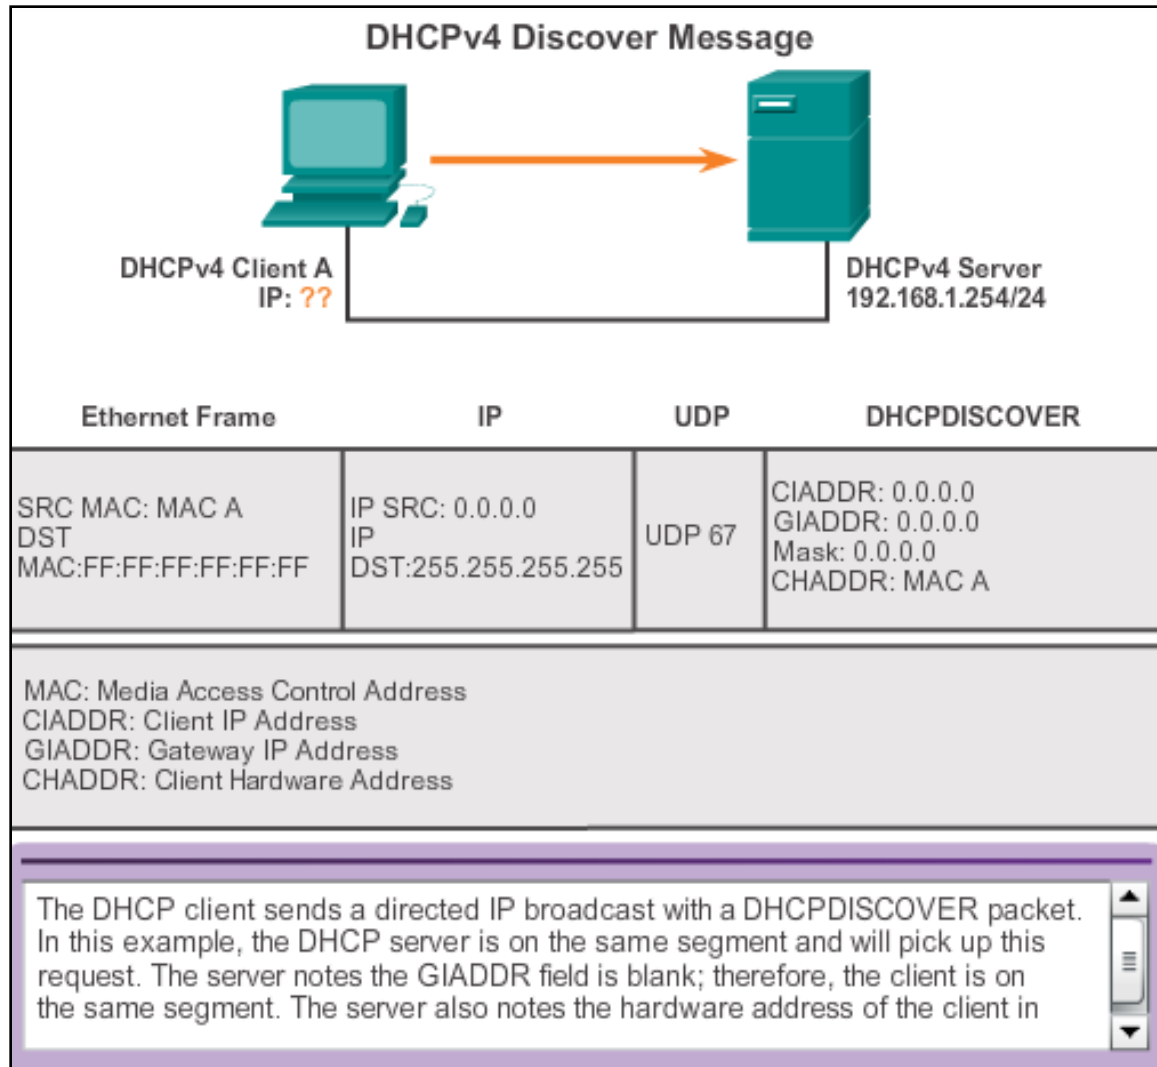 DHCPv4 Discover Message
DHCPv4 Client A
IP: ??
DHCPv4 Server
192.168.1.254/24
Ethernet Frame
IP
UDP
DHCPDISCOVER
SRC MAC: MAC A
DST
MAC:FF:FF:FF:FF:FF:FF
IP SRC: 0.0.0.0
IP
DST:255.255.255.255
UDP 67
CIADDR: 0.0.0.0
GIADDR: 0.0.0.0
Mask: 0.0.0.0
CHADDR: MAC A
MAC: Media Access Control Address
CIADDR: Client IP Address
GIADDR: Gateway IP Address
CHADDR: Client Hardware Address
The DHCP client sends a directed IP broadcast with a DHCPDISCOVER packet.
In this example, the DHCP server is on the same segment and will pick up this
request. The server notes the GIADDR field is blank; therefore, the client is on
the same segment. The server also notes the hardware address of the client in